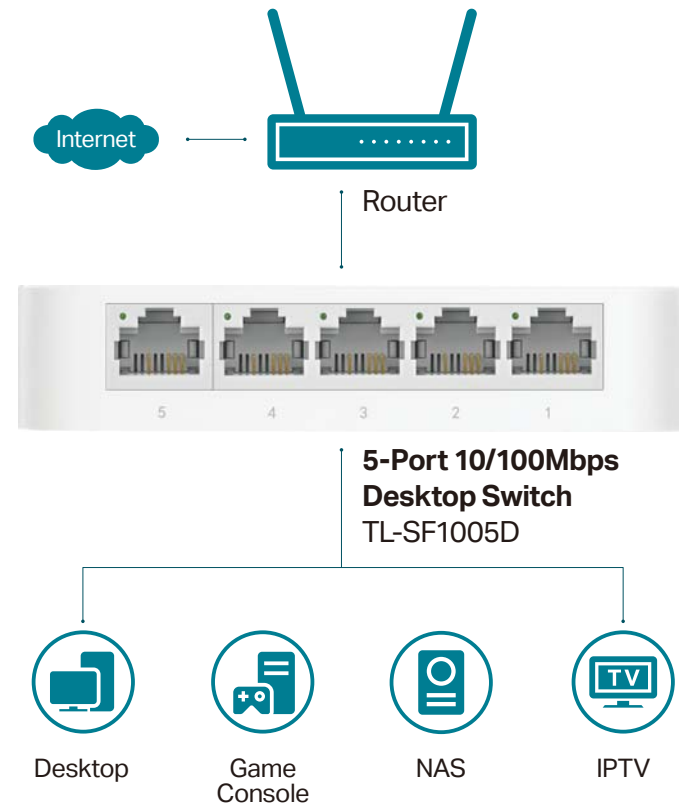 Internet
Router
5 4 3 2 1
5-Port 10/100Mbps
Desktop Switch
TL-SF1005D
TV
Desktop
Game
Console
NAS
IPTV